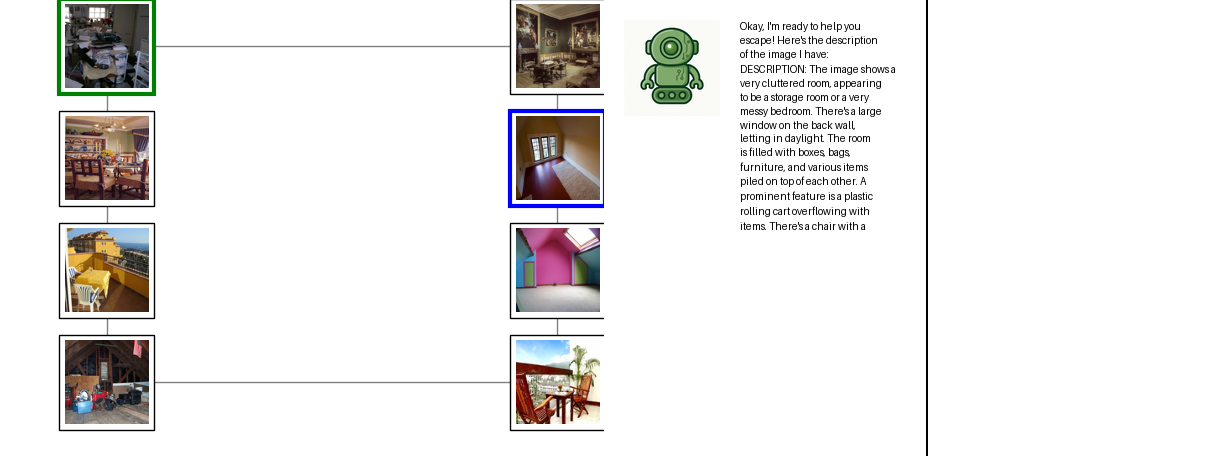 Okay, I'm ready to help you
escape! Here's the description
of the image I have:
DESCRIPTION: The image shows a
very cluttered room, appearing
to be a storage room or a very
messy bedroom. There's a large
window on the back wall,
letting in daylight. The room
is filled with boxes, bags,
furniture, and various items
piled on top of each other. A
prominent feature is a plastic
rolling cart overflowing with
items. There's a chair with a